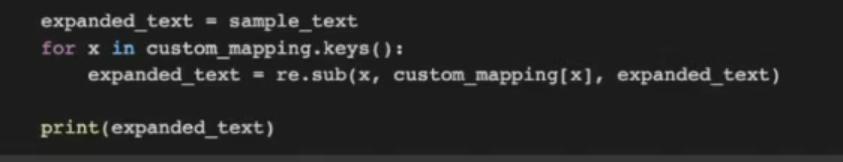 expanded_text = sample_text
for x in custom_mapping.keys():
    expanded_text = re.sub(x, custom_mapping[x], expanded_text)
print(expanded_text)